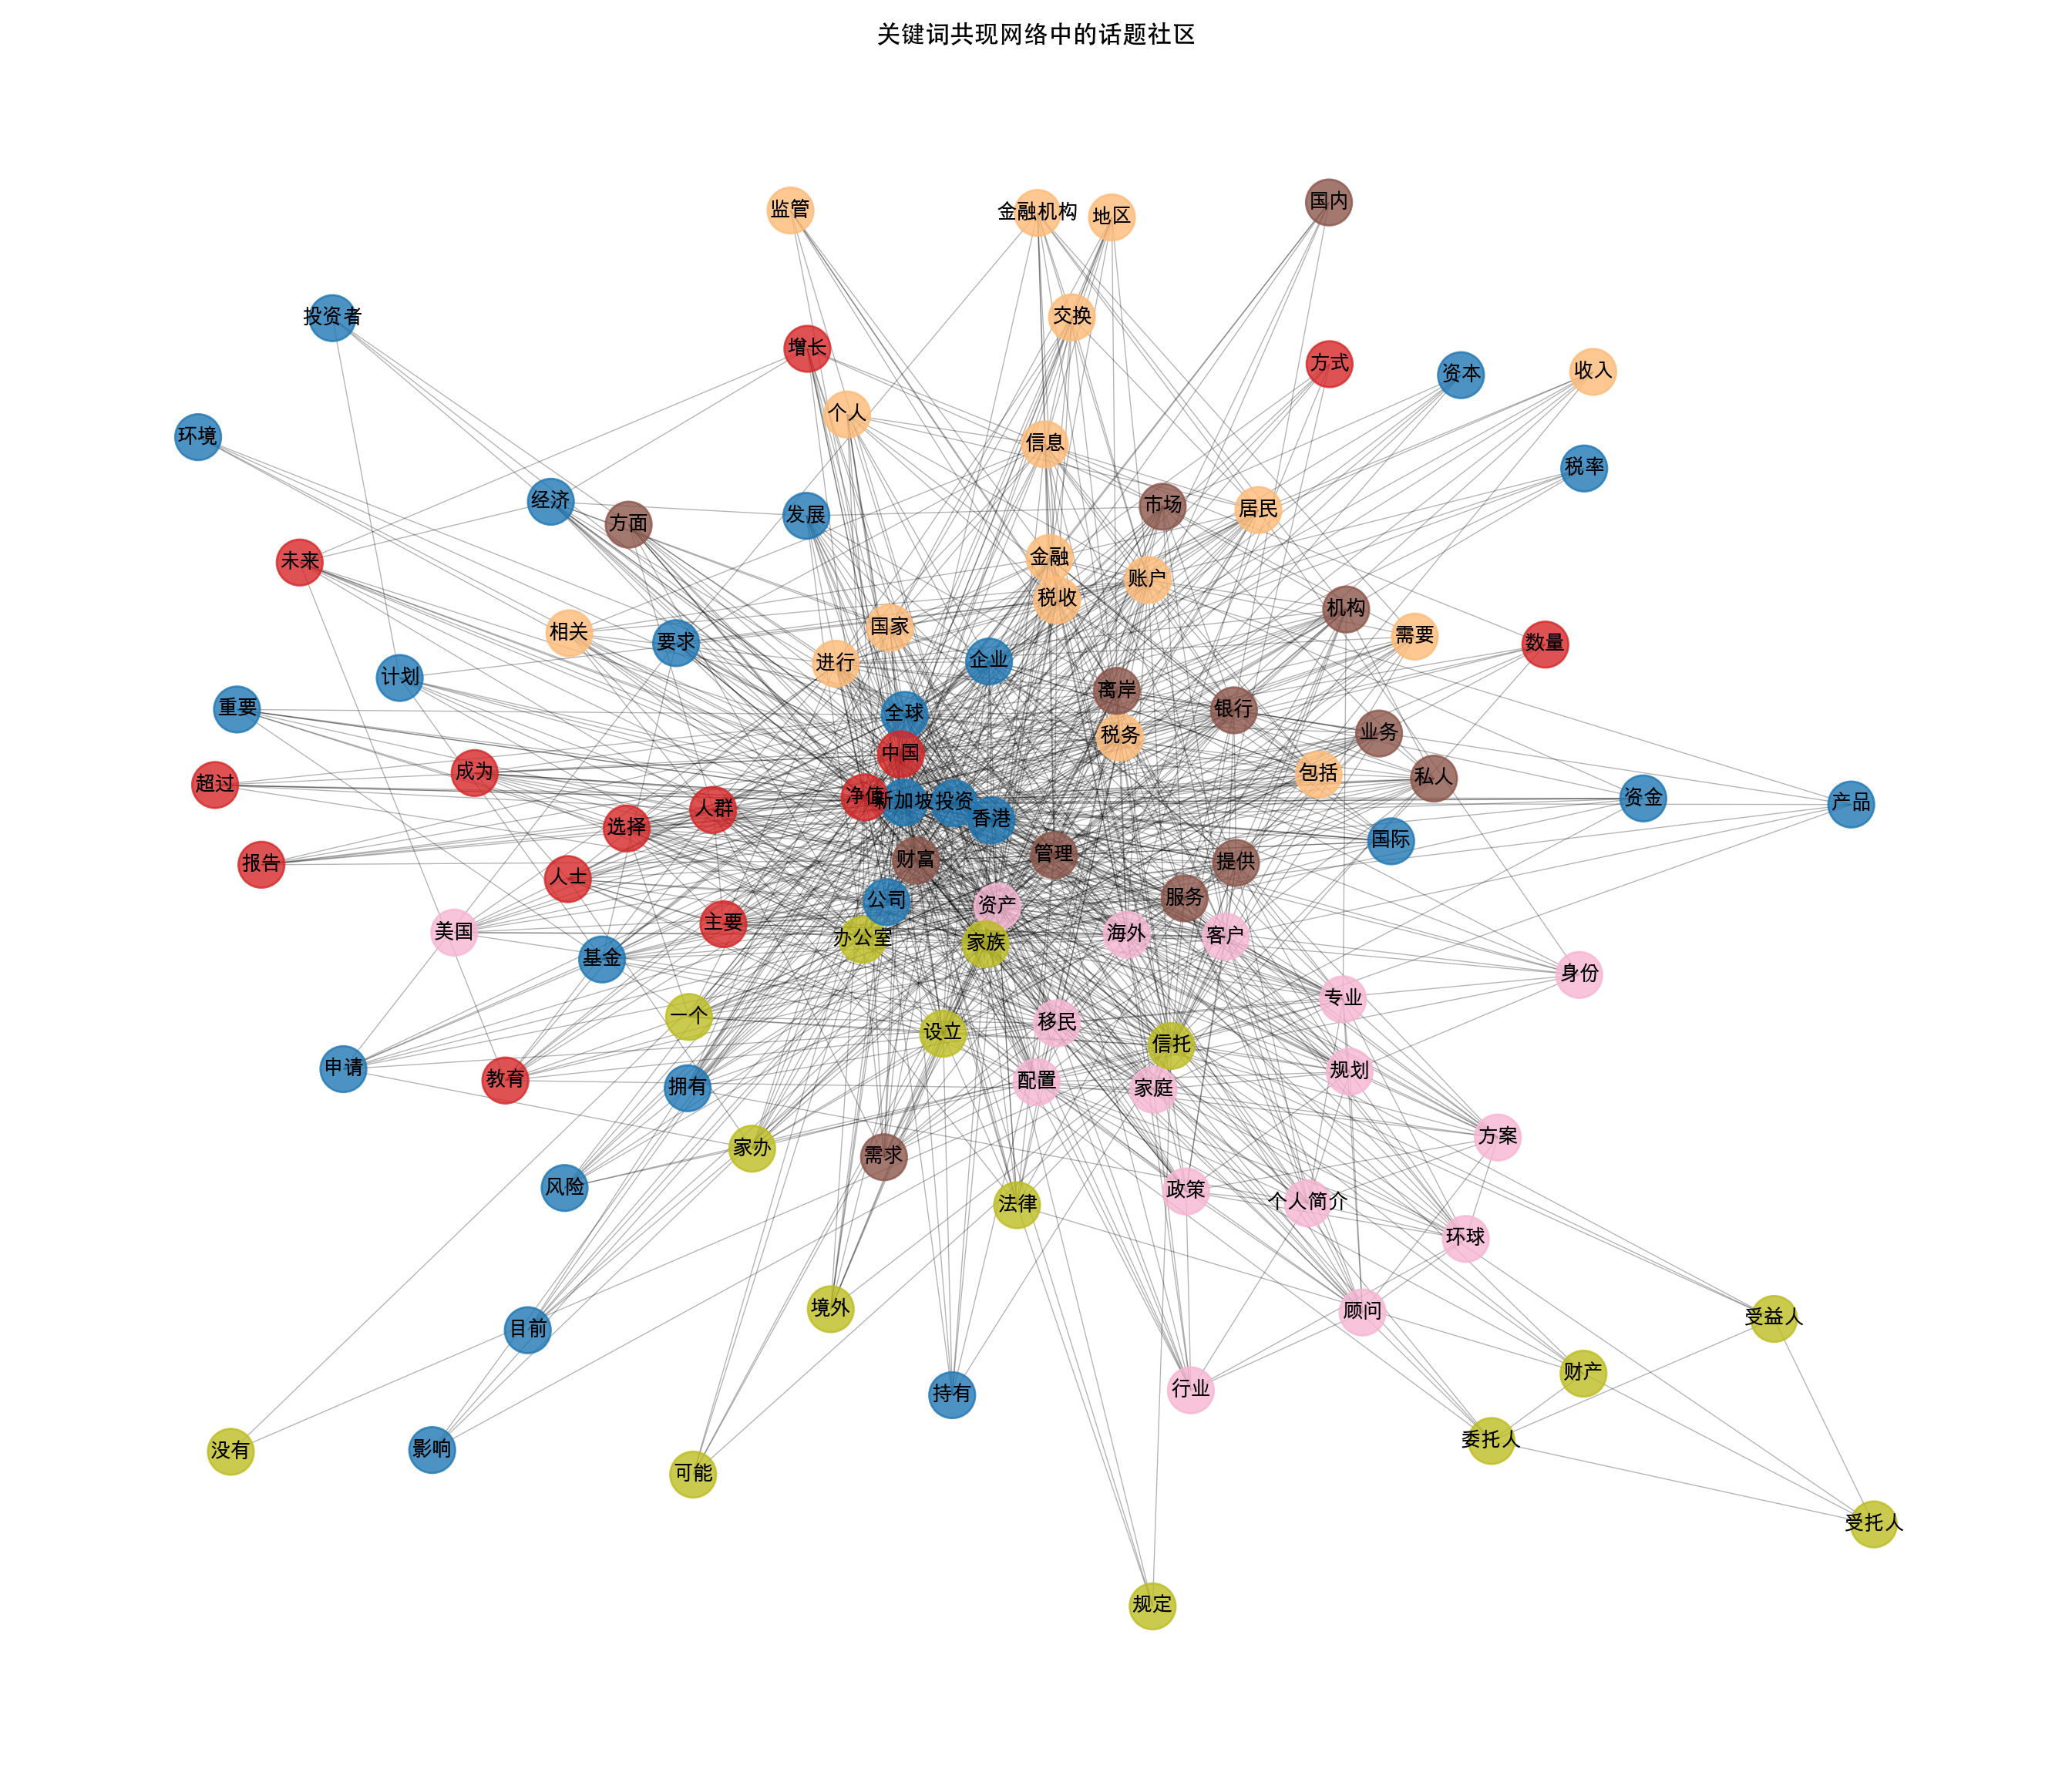 关键词共现网络中的话题社区
国内
监管
金融机构
地区
交换
投资者
增长
方式
收入
资本
个人
环境
信息
税率
经济
市场
居民
发展
方面
金融
未来
账户
税收
机构
国家
相关
需要
要求
数量
企业
进行
计划
离岸
重要
银行
全球
业务
税务
中国
成为
包括
私人
超过
净值
新加坡
投资
资金
产品
人群
香港
选择
国际
管理
财富
提供
报告
人士
服务
公司
资产
主要
美国
办公室
家族
海外
客户
基金
身份
专业
一个
移民
设立
信托
申请
规划
教育
配置
拥有
家庭
方案
家办
需求
风险
政策
个人简介
法律
环球
境外
顾问
受益人
目前
财产
行业
持有
委托人
影响
没有
可能
受托人
规定